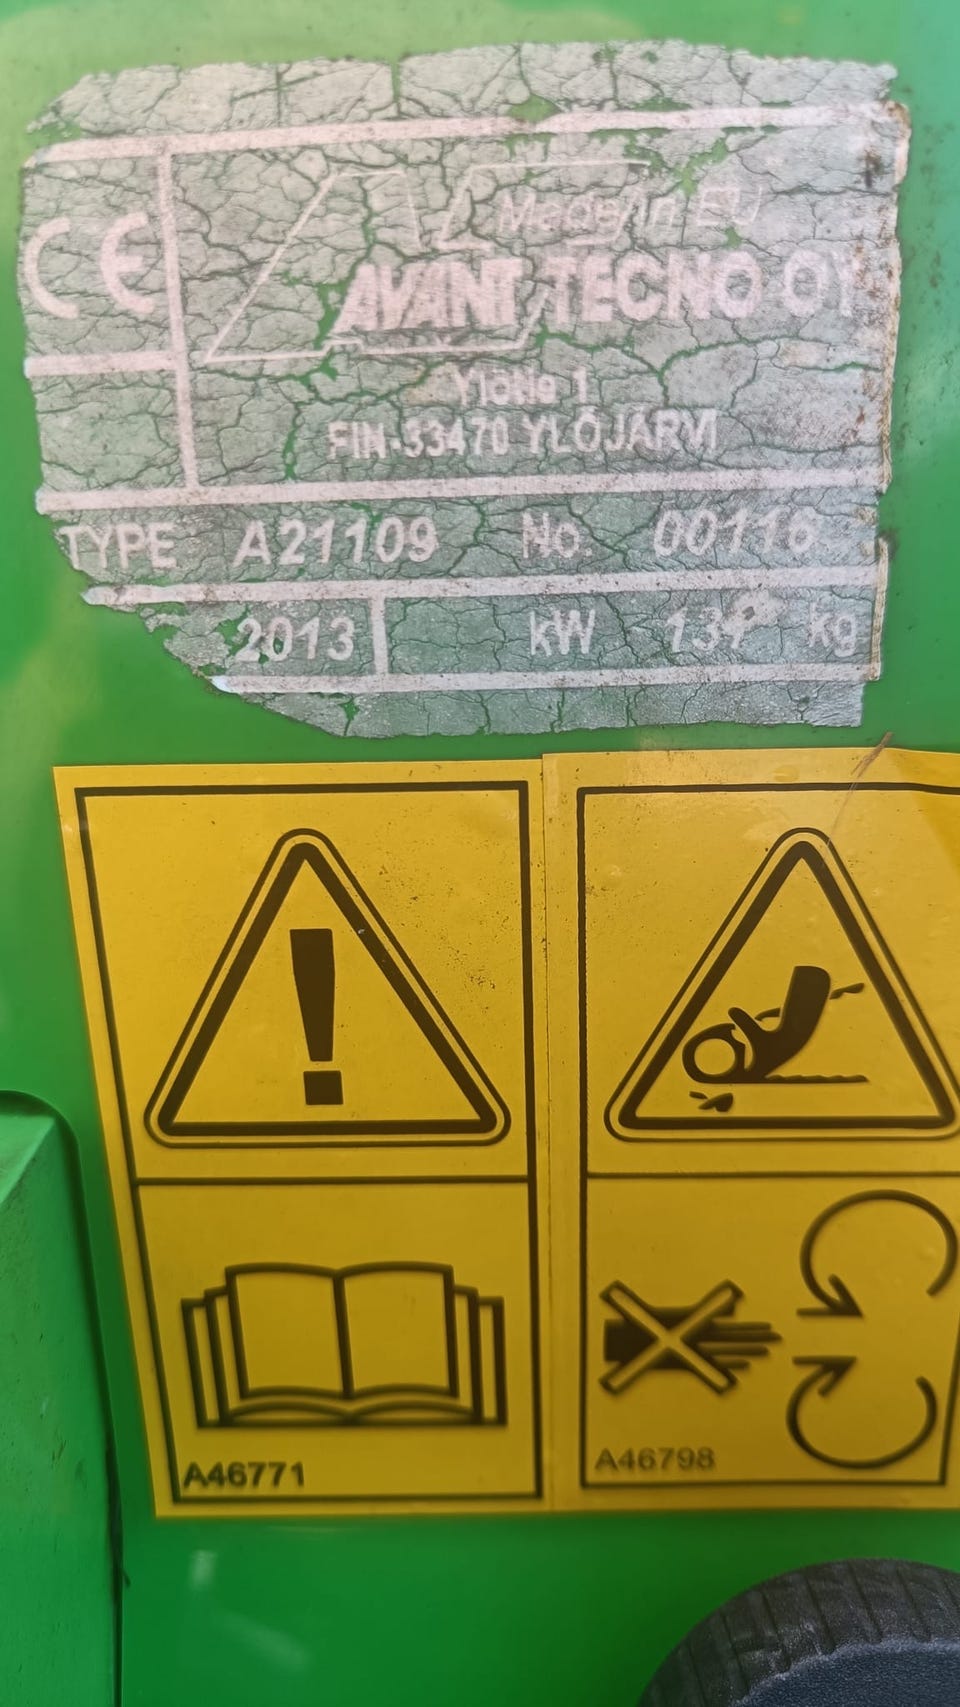 CE
Made in EU
AVANT TECNO OY
Ylötie 1
FIN-33470 YLÖJÄRVI
TYPE A21109 No. 00116
2013 kW kg
A46771
A46798